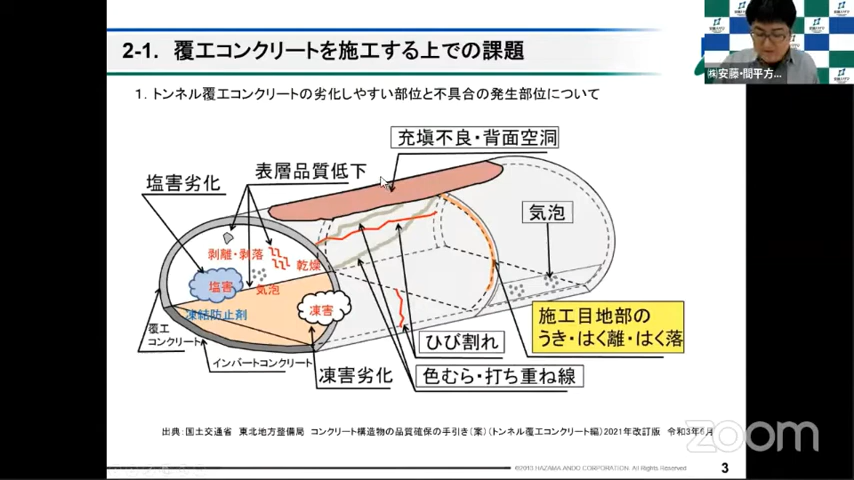 2-1. 覆工コンクリートを施工する上での課題
㈱安藤・間平方...
1．トンネル覆工コンクリートの劣化しやすい部位と不具合の発生部位について
充塡不良・背面空洞
表層品質低下
塩害劣化
気泡
剥離・剥落
乾燥
塩害
気泡
凍害
凍結防止剤
施工目地部の
うき・はく離・はく落
覆工
コンクリート
ひび割れ
インバートコンクリート
凍害劣化
色むら・打ち重ね線
出典：国土交通省 東北地方整備局 コンクリート構造物の品質確保の手引き(案)(トンネル覆工コンクリート編)2021年改訂版 令和3年6月
zoom
©2013 HAZAMA ANDO CORPORATION. All Rights Reserved
3